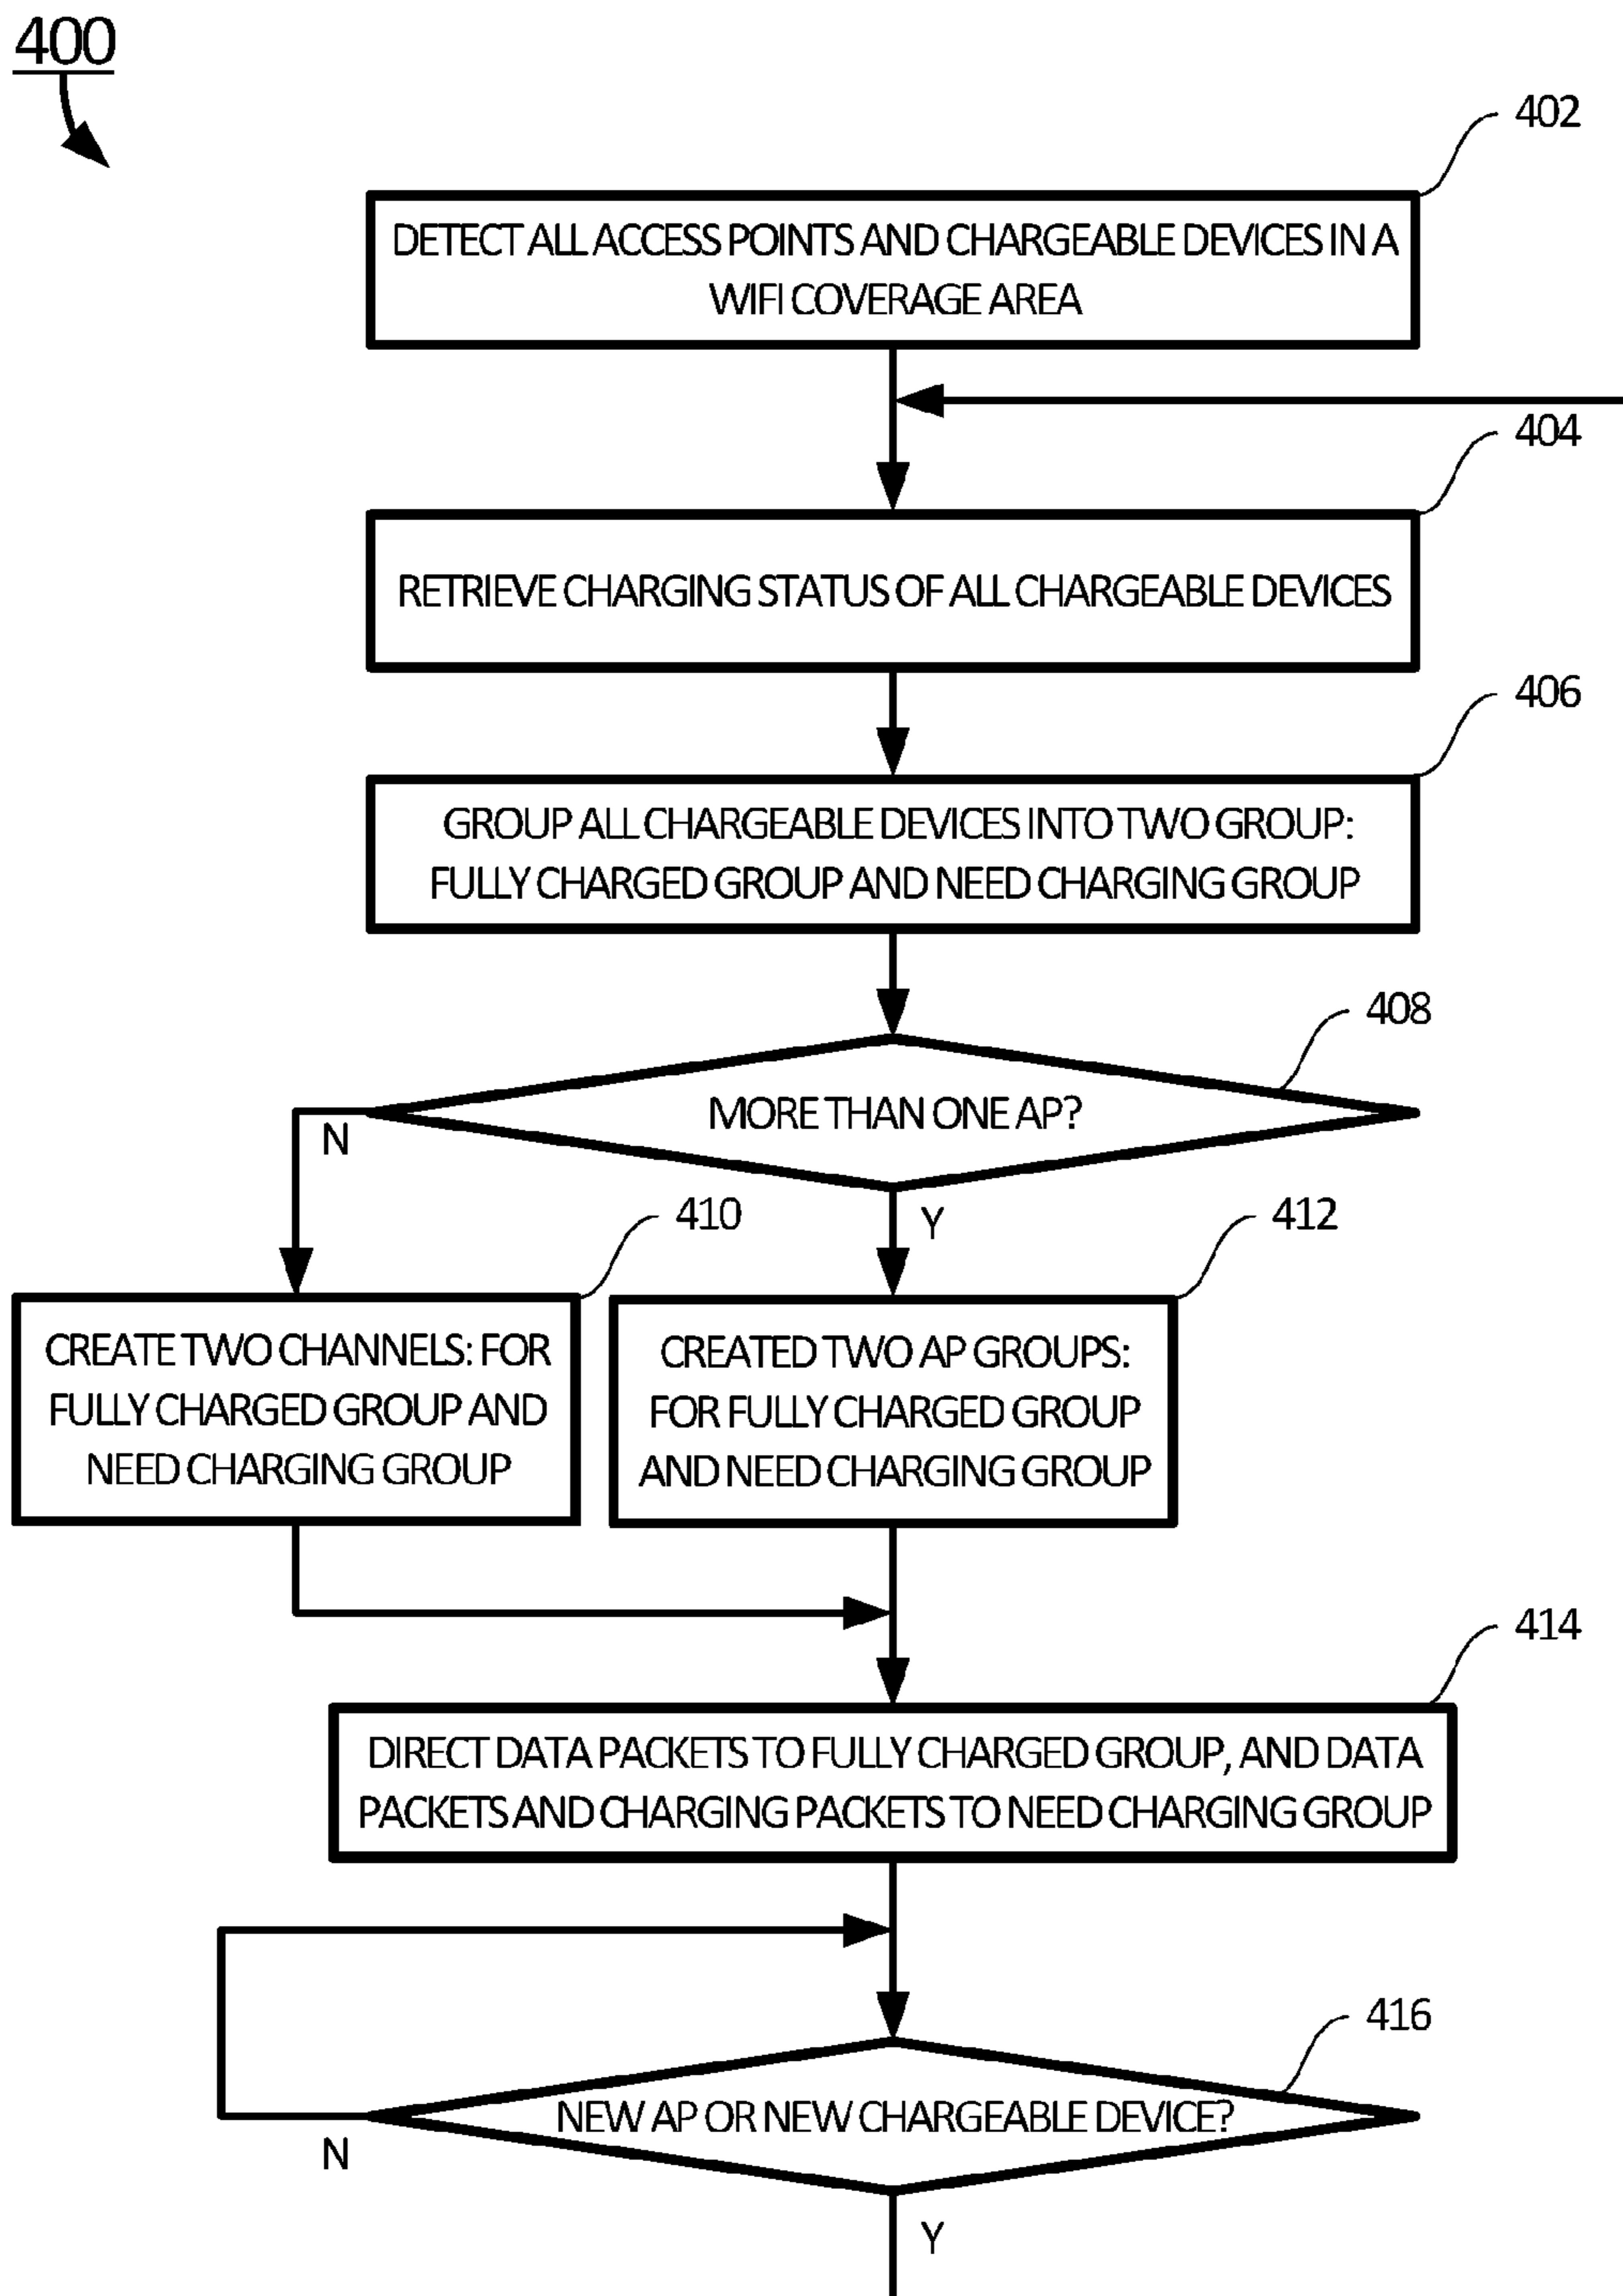 400
402
DETECT ALL ACCESS POINTS AND CHARGEABLE DEVICES IN A
WIFI COVERAGE AREA
404
RETRIEVE CHARGING STATUS OF ALL CHARGEABLE DEVICES
406
GROUP ALL CHARGEABLE DEVICES INTO TWO GROUP:
FULLY CHARGED GROUP AND NEED CHARGING GROUP
408
MORE THAN ONE AP?
N
Y
410
CREATE TWO CHANNELS: FOR
FULLY CHARGED GROUP AND
NEED CHARGING GROUP
412
CREATED TWO AP GROUPS:
FOR FULLY CHARGED GROUP
AND NEED CHARGING GROUP
414
DIRECT DATA PACKETS TO FULLY CHARGED GROUP, AND DATA
PACKETS AND CHARGING PACKETS TO NEED CHARGING GROUP
416
NEW AP OR NEW CHARGEABLE DEVICE?
N
Y